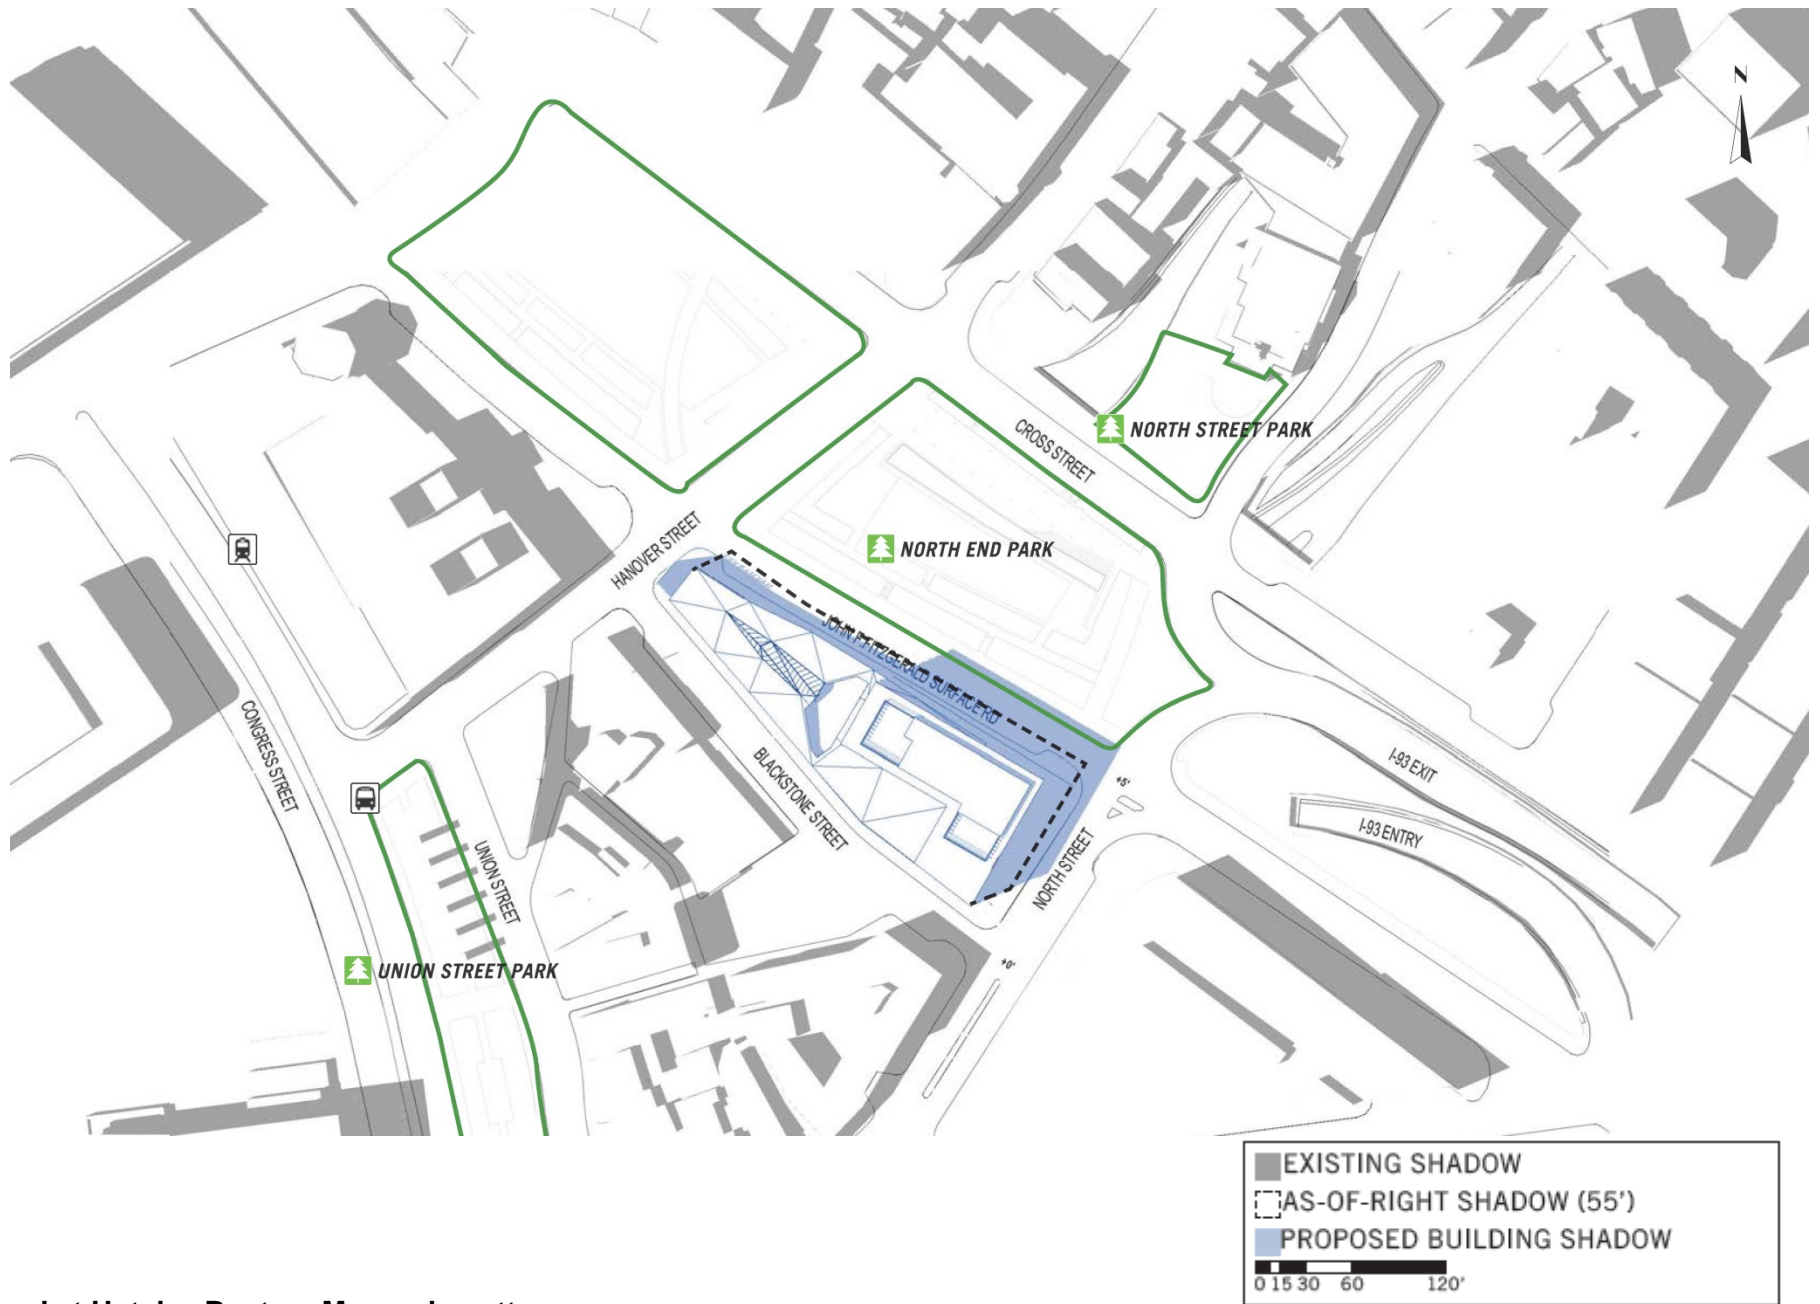 N
NORTH STREET PARK
CROSS STREET
NORTH END PARK
HANOVER STREET
JOHN F. FITZGERALD SURFACE RD
CONGRESS STREET
BLACKSTONE STREET
+5'
I-93 EXIT
I-93 ENTRY
UNION STREET
NORTH STREET
UNION STREET PARK
+0'
EXISTING SHADOW
AS-OF-RIGHT SHADOW (55')
PROPOSED BUILDING SHADOW
0 15 30 60 120'